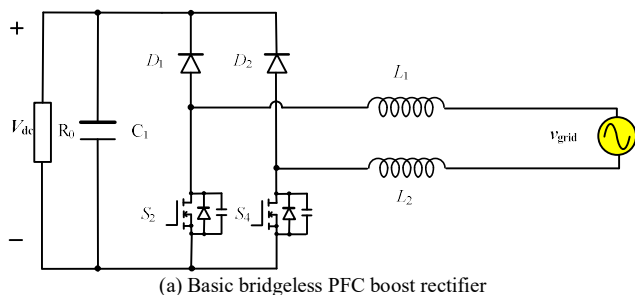 +
D1 D2
L1
Vdc R0 C1
vgrid
S2 S4
L2
−
(a) Basic bridgeless PFC boost rectifier